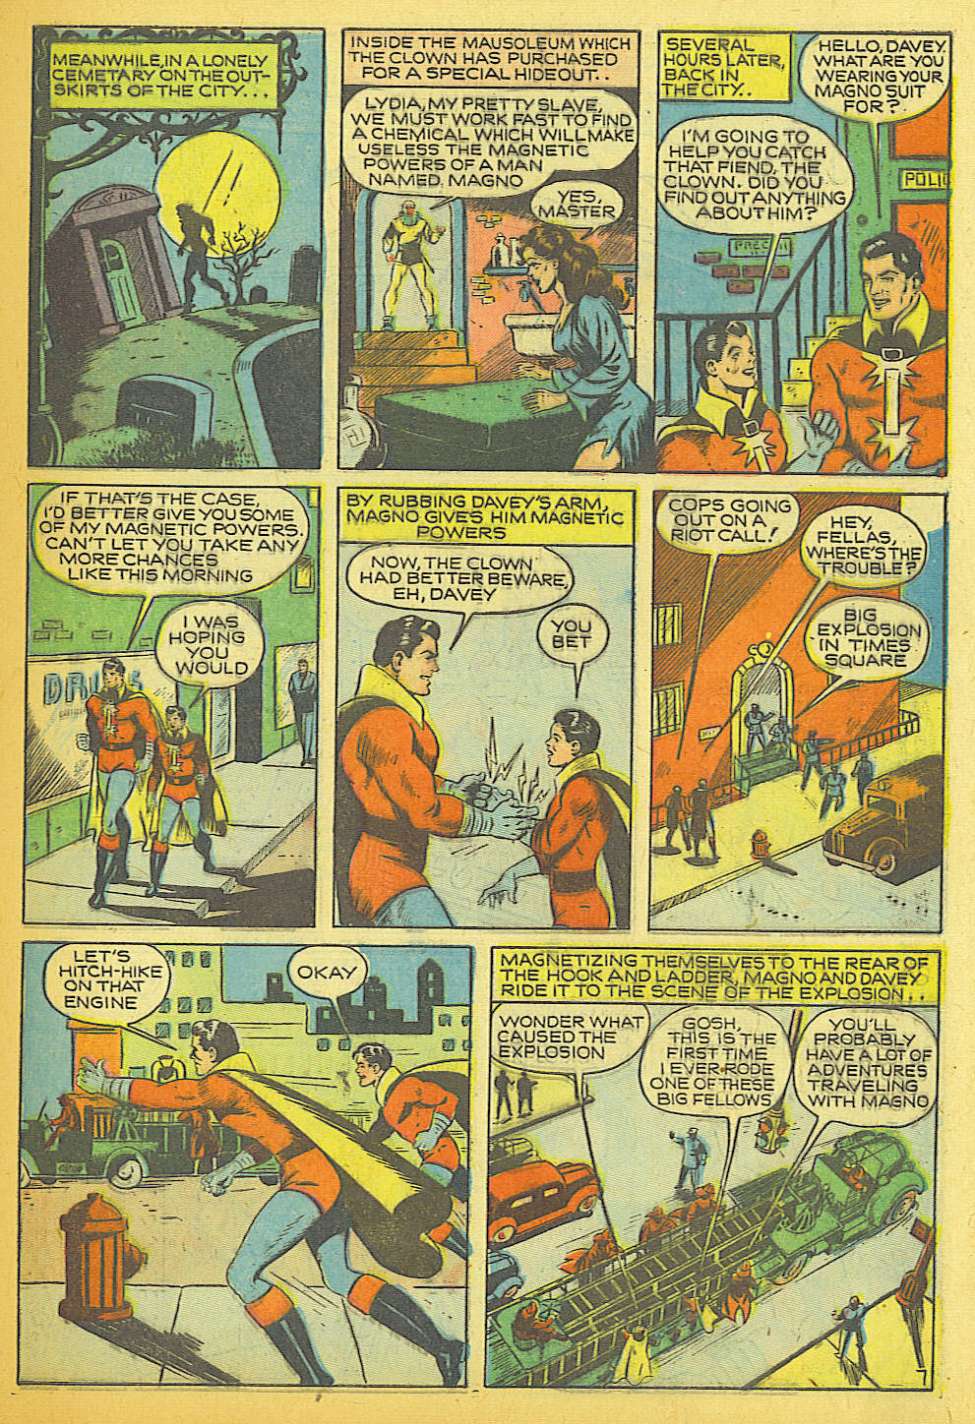 MEANWHILE, IN A LONELY
CEMETARY ON THE OUT-
SKIRTS OF THE CITY...
INSIDE THE MAUSOLEUM WHICH
THE CLOWN HAS PURCHASED
FOR A SPECIAL HIDEOUT..
LYDIA, MY PRETTY SLAVE,
WE MUST WORK FAST TO FIND
A CHEMICAL WHICH WILL MAKE
USELESS THE MAGNETIC
POWERS OF A MAN
NAMED MAGNO
YES,
MASTER
SEVERAL
HOURS LATER,
BACK IN
THE CITY..
HELLO, DAVEY.
WHAT ARE YOU
WEARING YOUR
MAGNO SUIT
FOR?
I'M GOING TO
HELP YOU CATCH
THAT FIEND, THE
CLOWN. DID YOU
FIND OUT ANYTHING
ABOUT HIM?
POLI
IF THAT'S THE CASE,
I'D BETTER GIVE YOU SOME
OF MY MAGNETIC POWERS.
CAN'T LET YOU TAKE ANY
MORE CHANCES
LIKE THIS MORNING
I WAS
HOPING
YOU
WOULD
DRUGS
BY RUBBING DAVEY'S ARM,
MAGNO GIVE'S HIM MAGNETIC
POWERS
NOW, THE CLOWN
HAD BETTER BEWARE,
EH, DAVEY
YOU
BET
COPS GOING
OUT ON A
RIOT CALL!
HEY,
FELLAS,
WHERE'S THE
TROUBLE?
BIG
EXPLOSION
IN TIMES
SQUARE
LET'S
HITCH-HIKE
ON THAT
ENGINE
OKAY
MAGNETIZING THEMSELVES TO THE REAR OF
THE HOOK AND LADDER, MAGNO AND DAVEY
RIDE IT TO THE SCENE OF THE EXPLOSION..
WONDER WHAT
CAUSED THE
EXPLOSION
GOSH,
THIS IS THE
FIRST TIME
I EVER RODE
ONE OF THESE
BIG FELLOWS
YOU'LL
PROBABLY
HAVE A LOT OF
ADVENTURES
TRAVELING
WITH MAGNO
7